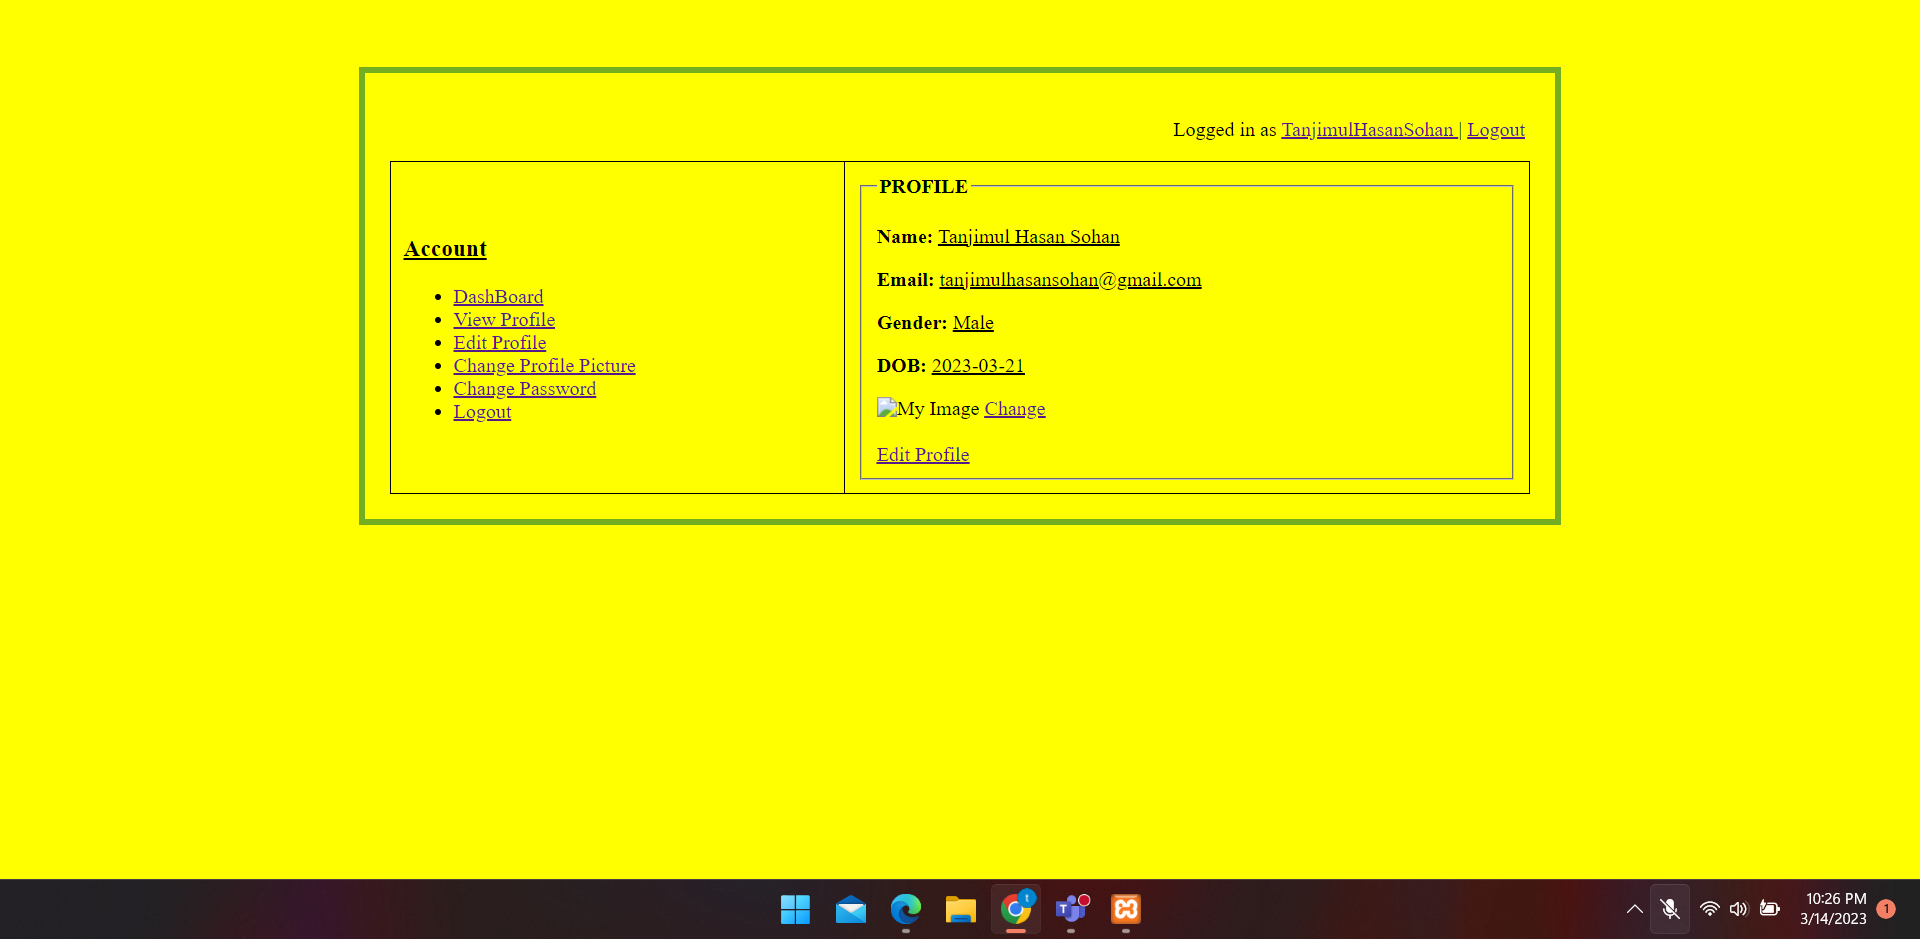 Logged in as TanjimulHasanSohan | Logout
Account
DashBoard
View Profile
Edit Profile
Change Profile Picture
Change Password
Logout
PROFILE
Name: Tanjimul Hasan Sohan
Email: tanjimulhasansohan@gmail.com
Gender: Male
DOB: 2023-03-21
My Image Change
Edit Profile
t
T
10:26 PM
3/14/2023
1